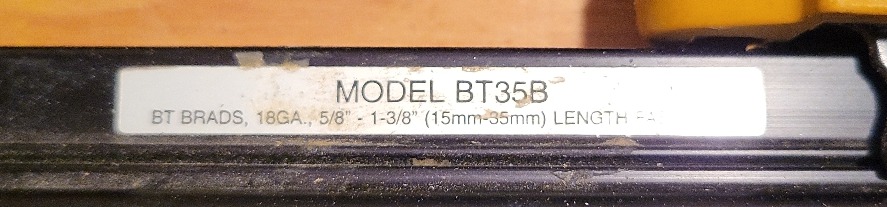 MODEL BT35B
BT BRADS, 18GA., 5/8" - 1-3/8" (15mm-35mm) LENGTH